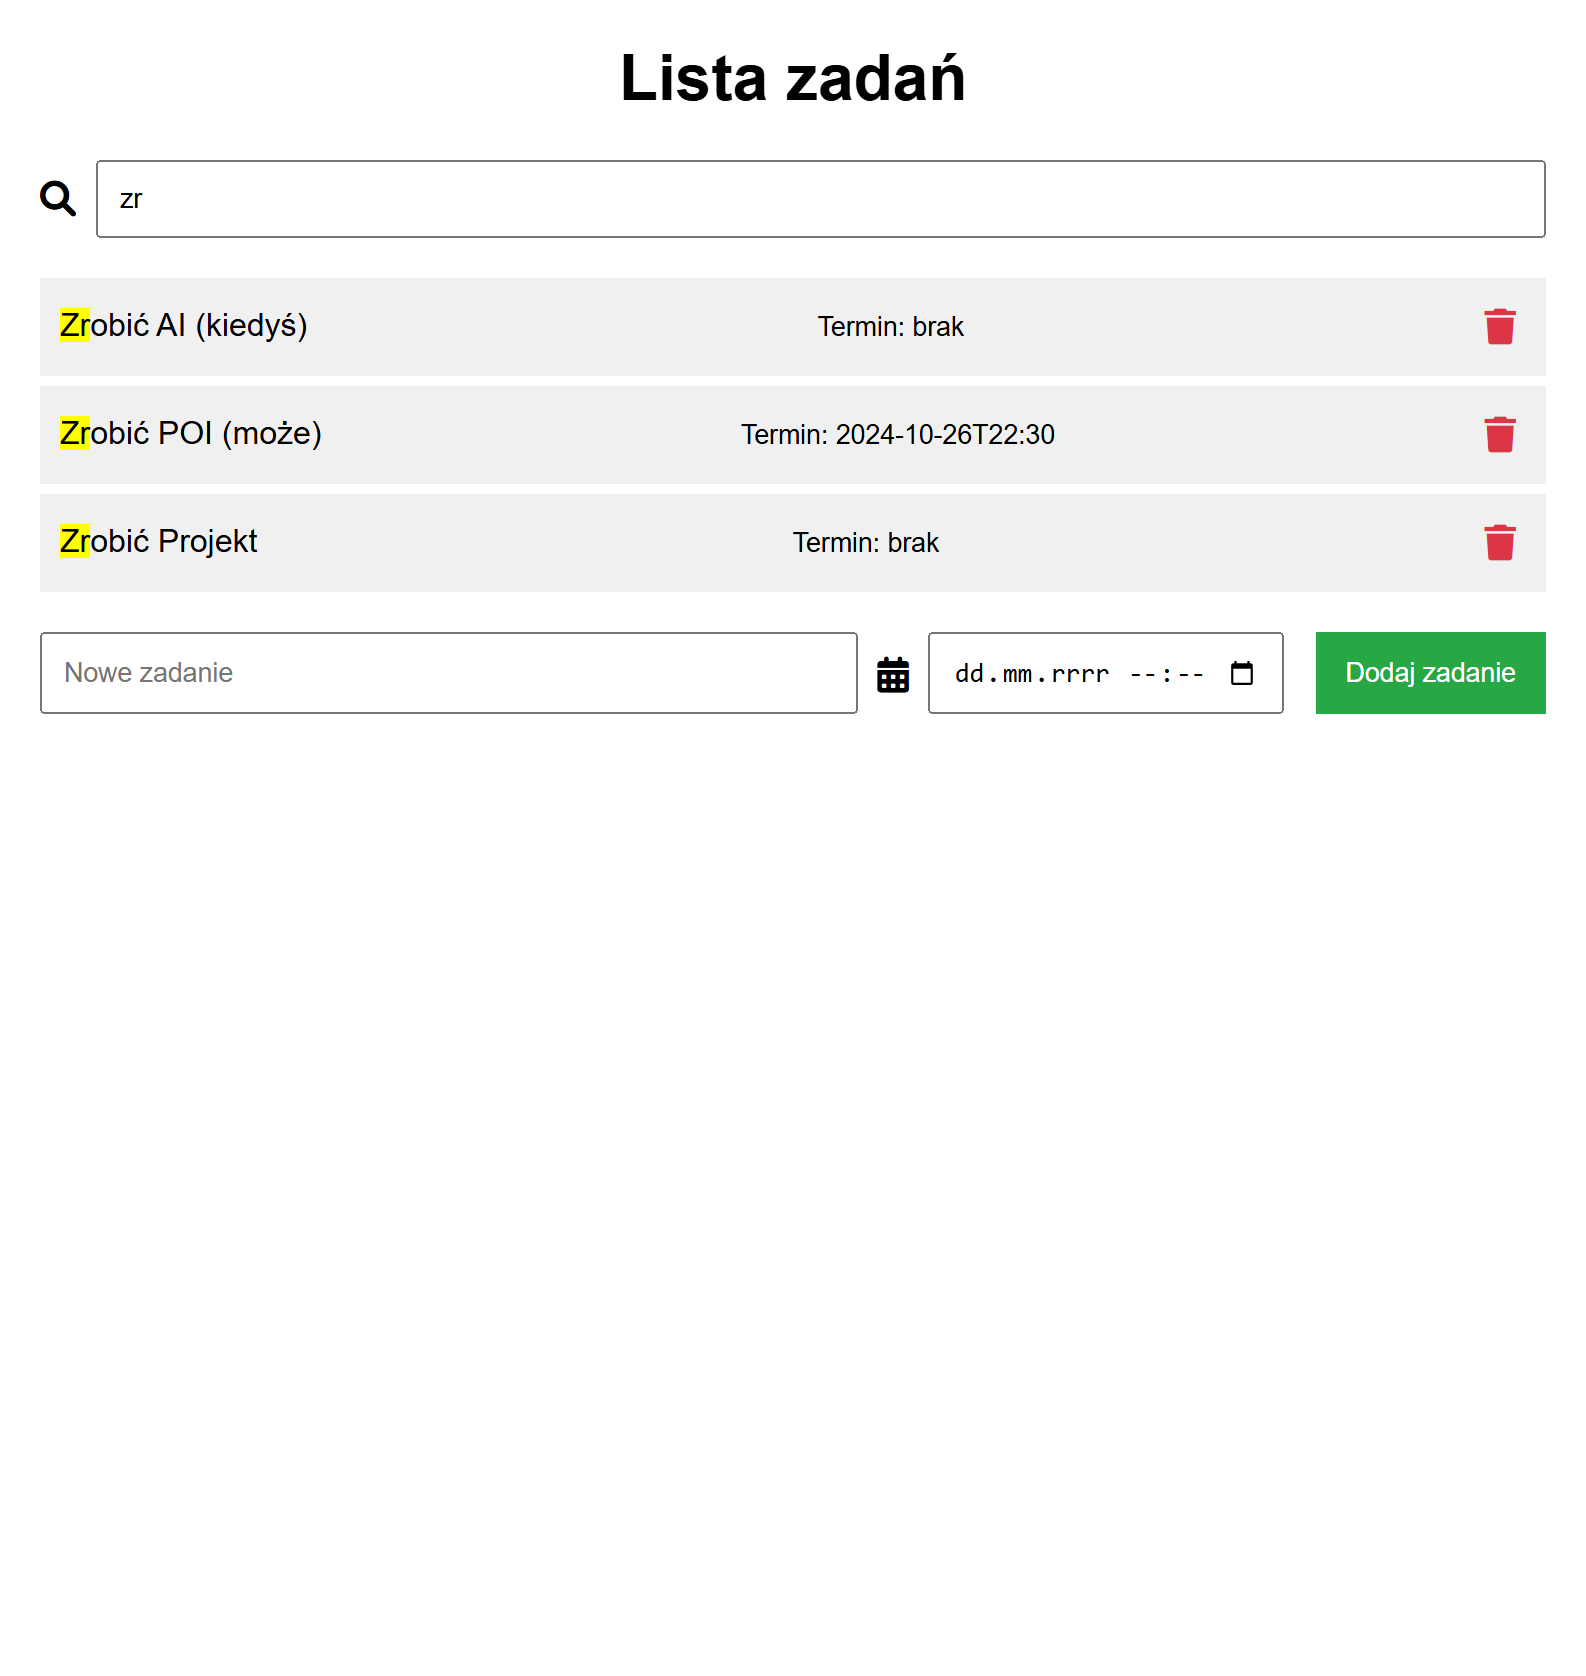 Lista zadań
zr
Zrobić AI (kiedyś) Termin: brak
Zrobić POI (może) Termin: 2024-10-26T22:30
Zrobić Projekt Termin: brak
Nowe zadanie dd.mm.rrrr --:-- Dodaj zadanie